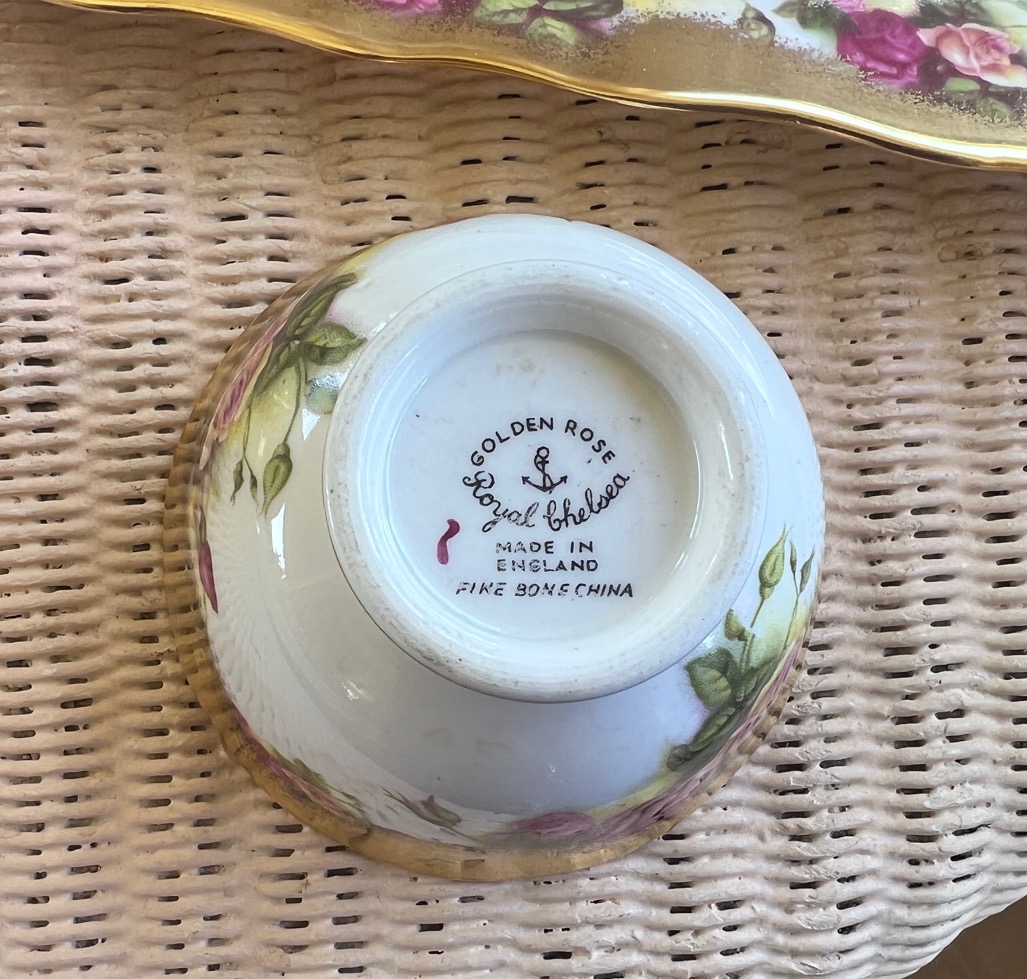 GOLDEN ROSE
Royal Chelsea
MADE IN
ENGLAND
FINE BONE CHINA